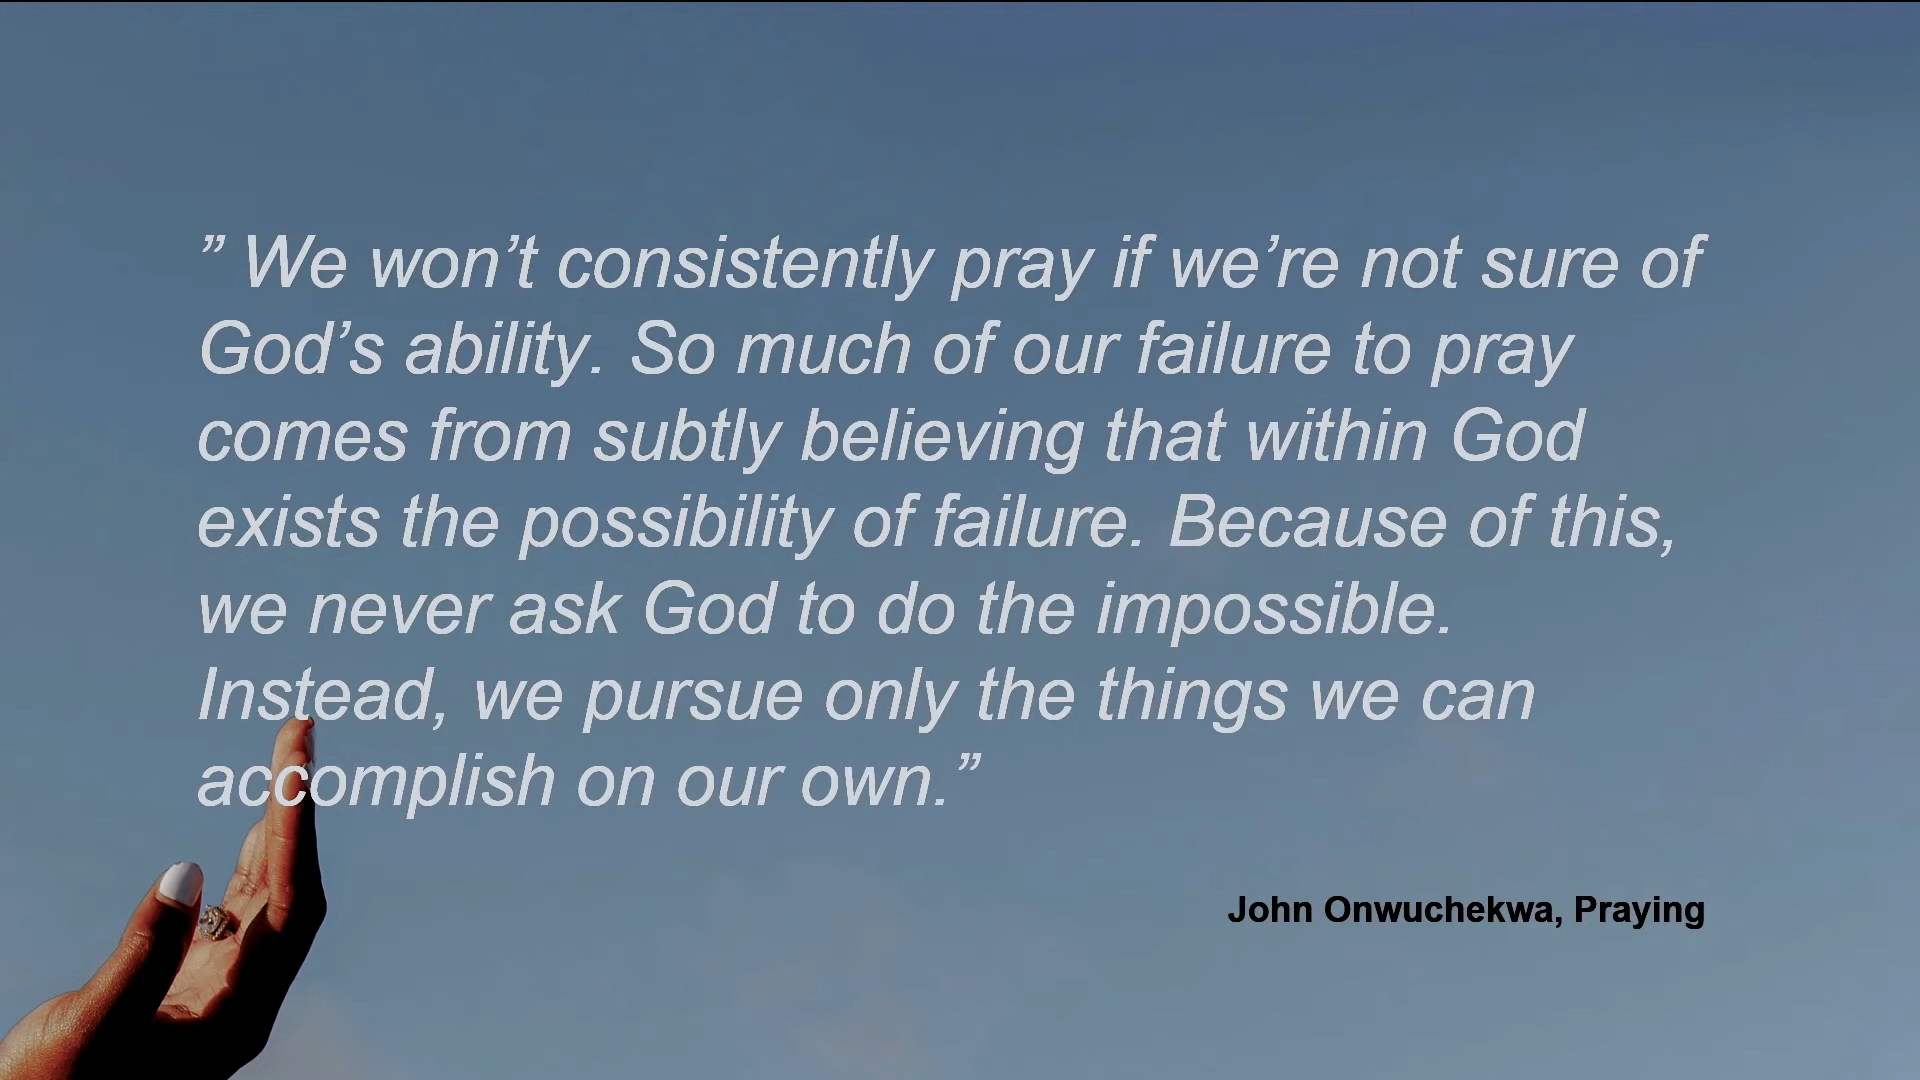 ” We won’t consistently pray if we’re not sure of
God’s ability. So much of our failure to pray
comes from subtly believing that within God
exists the possibility of failure. Because of this,
we never ask God to do the impossible.
Instead, we pursue only the things we can
accomplish on our own.”
John Onwuchekwa, Praying